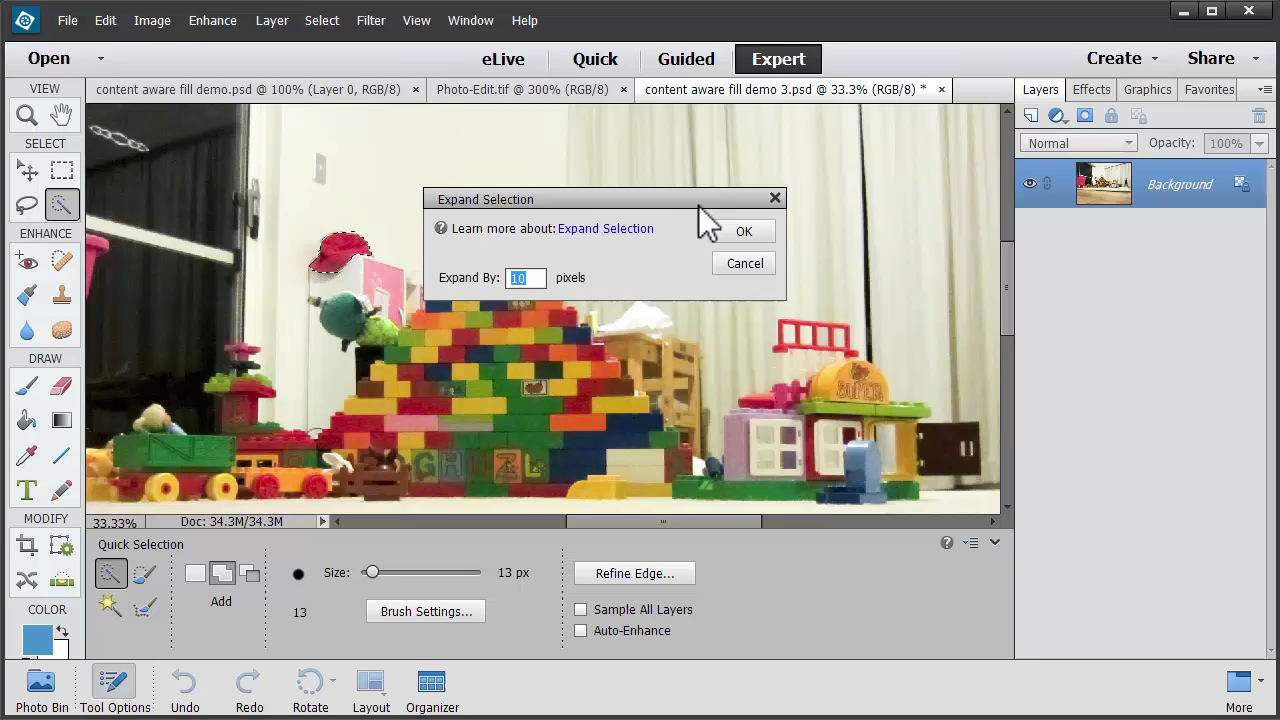 File Edit Image Enhance Layer Select Filter View Window Help
Open eLive Quick Guided Expert Create Share
VIEW
content aware fill demo.psd @ 100% (Layer 0, RGB/8) × Photo-Edit.tif @ 300% (RGB/8) × content aware fill demo 3.psd @ 33.3% (RGB/8) * ×
Layers Effects Graphics Favorites
SELECT
Normal Opacity: 100%
Background
Expand Selection
Learn more about: Expand Selection
OK
Cancel
Expand By: 10 pixels
ENHANCE
DRAW
SUPER
MODIFY
COLOR
33.33% Doc: 34.3M/34.3M
Quick Selection
Size: 13 px
Refine Edge...
Add
13
Brush Settings...
Sample All Layers
Auto-Enhance
Photo Bin Tool Options Undo Redo Rotate Layout Organizer More